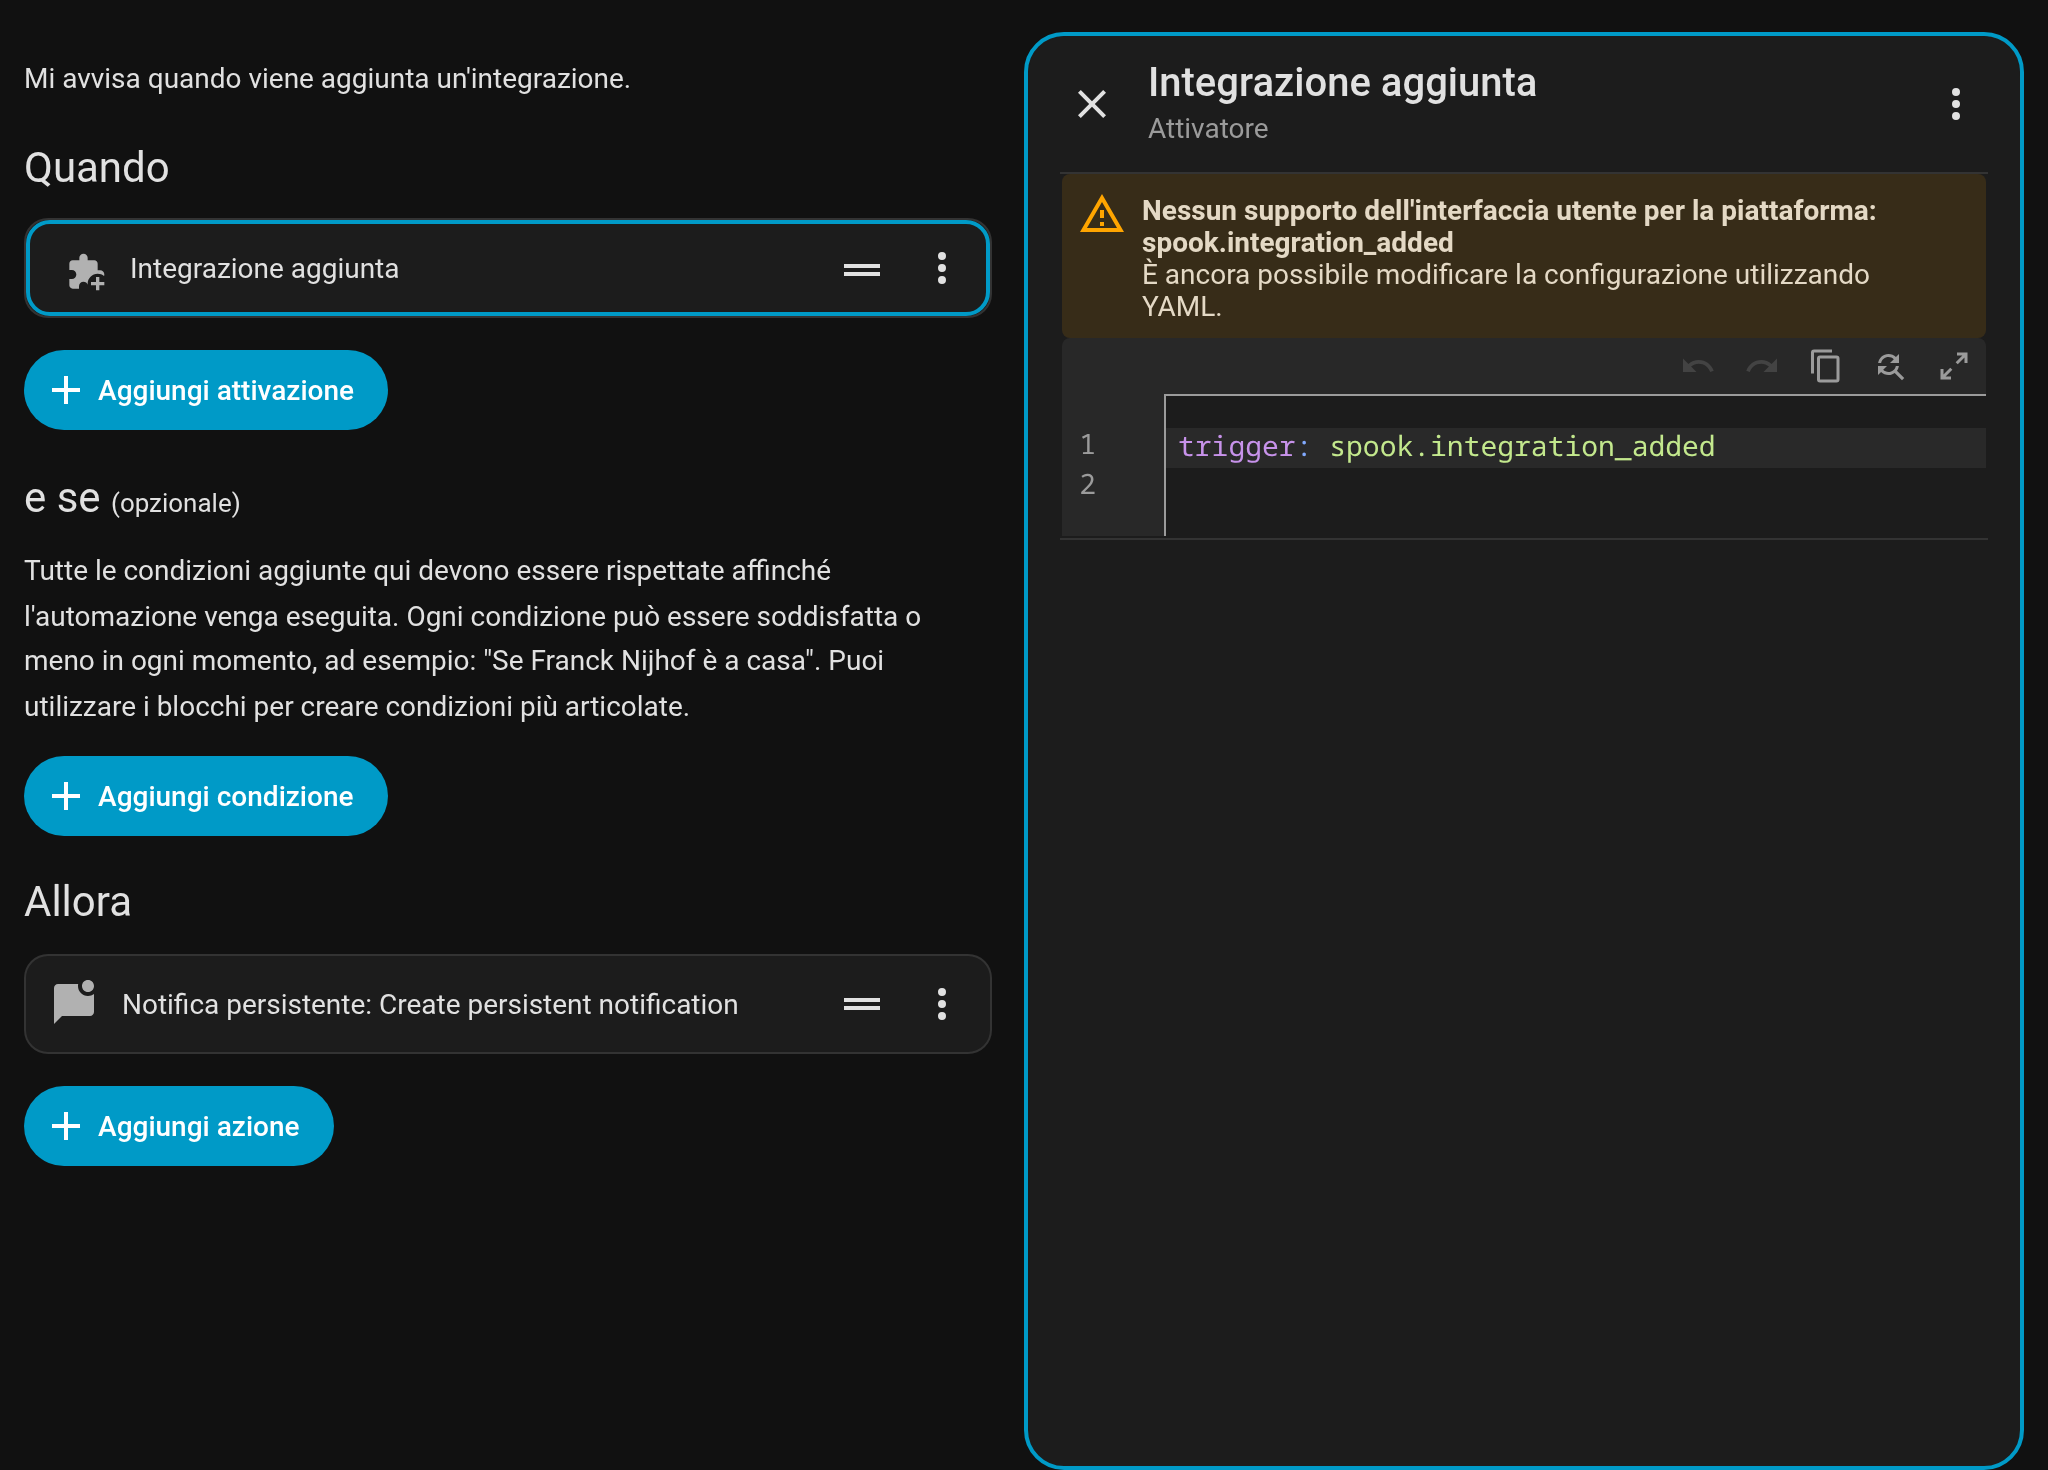 Mi avvisa quando viene aggiunta un'integrazione.
Quando
Integrazione aggiunta
Aggiungi attivazione
e se (opzionale)
Tutte le condizioni aggiunte qui devono essere rispettate affinché
l'automazione venga eseguita. Ogni condizione può essere soddisfatta o
meno in ogni momento, ad esempio: "Se Franck Nijhof è a casa". Puoi
utilizzare i blocchi per creare condizioni più articolate.
Aggiungi condizione
Allora
Notifica persistente: Create persistent notification
Aggiungi azione
Integrazione aggiunta
Attivatore
Nessun supporto dell'interfaccia utente per la piattaforma:
spook.integration_added
È ancora possibile modificare la configurazione utilizzando
YAML.
1 trigger: spook.integration_added
2